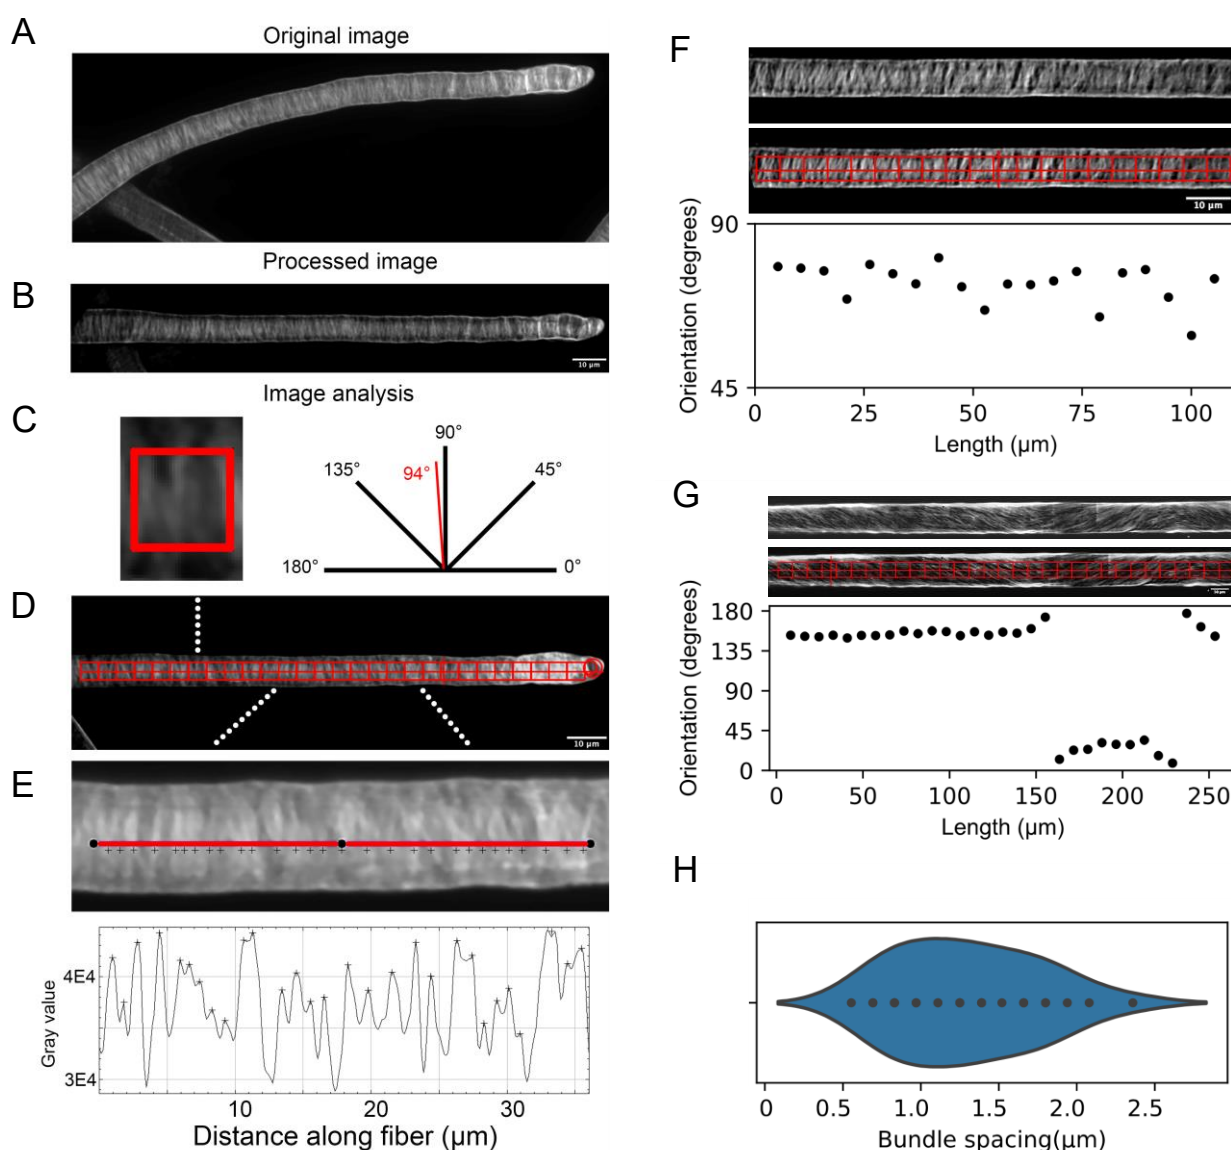 A
Original image
Processed image
B
10 µm
Image analysis
C
90°
135°
94°
45°
180°
0°
D
10 µm
E
4E4
Gray value
3E4
10
20
30
Distance along fiber (µm)
F
10 µm
90
Orientation (degrees)
45
0
25
50
75
100
Length (µm)
G
180
135
90
45
0
Orientation (degrees)
0
50
100
150
200
250
Length (µm)
H
0
0.5
1.0
1.5
2.0
2.5
Bundle spacing(µm)